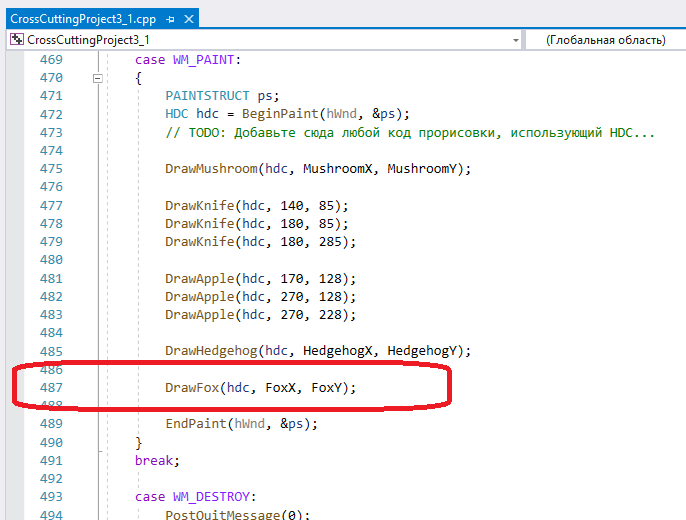 CrossCuttingProject3_1.cpp
CrossCuttingProject3_1 (Глобальная область)
469 case WM_PAINT:
470 {
471 PAINTSTRUCT ps;
472 HDC hdc = BeginPaint(hWnd, &ps);
473 // TODO: Добавьте сюда любой код прорисовки, использующий HDC...
474
475 DrawMushroom(hdc, MushroomX, MushroomY);
476
477 DrawKnife(hdc, 140, 85);
478 DrawKnife(hdc, 180, 85);
479 DrawKnife(hdc, 180, 285);
480
481 DrawApple(hdc, 170, 128);
482 DrawApple(hdc, 270, 128);
483 DrawApple(hdc, 270, 228);
484
485 DrawHedgehog(hdc, HedgehogX, HedgehogY);
486
487 DrawFox(hdc, FoxX, FoxY);
488
489 EndPaint(hWnd, &ps);
490 }
491 break;
492
493 case WM_DESTROY:
494 PostQuitMessage(0);